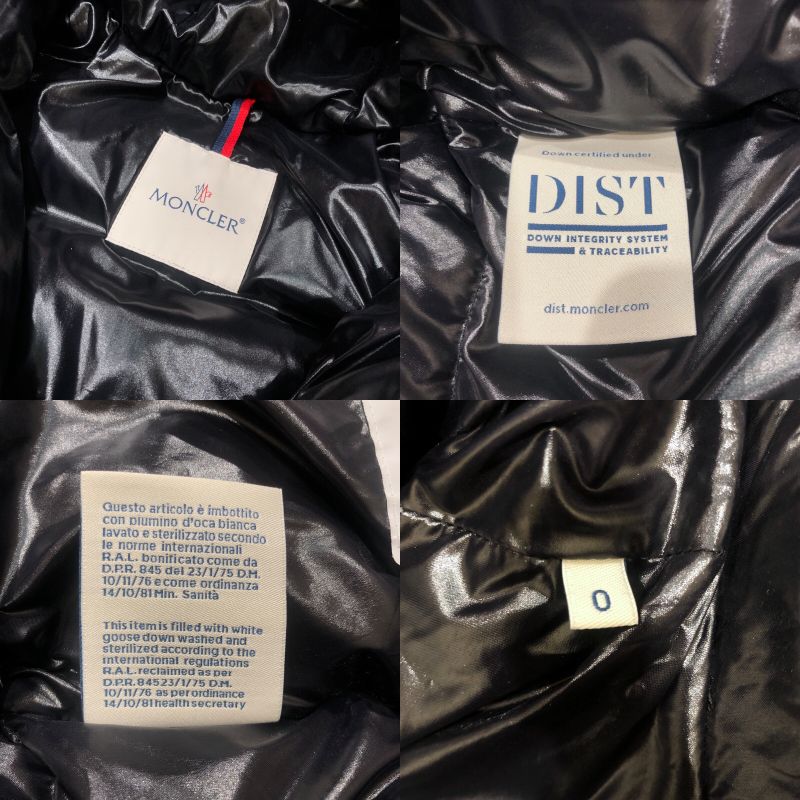 MONCLER®
Down certified under
DIST
DOWN INTEGRITY SYSTEM
& TRACEABILITY
dist.moncler.com
Questo articolo è imbottito
con piumino d'oca bianca
lavato e sterilizzato secondo
le norme internazionali
R.A.L. bonificato come da
D.P.R. 845 del 23/1/75 D.M.
10/11/76 e come ordinanza
14/10/81 Min. Sanità
This item is filled with white
goose down washed and
sterilized according to the
international regulations
R.A.L. reclaimed as per
D.P.R. 84523/1/75 D.M.
10/11/76 as per ordinance
14/10/81 health secretary
0